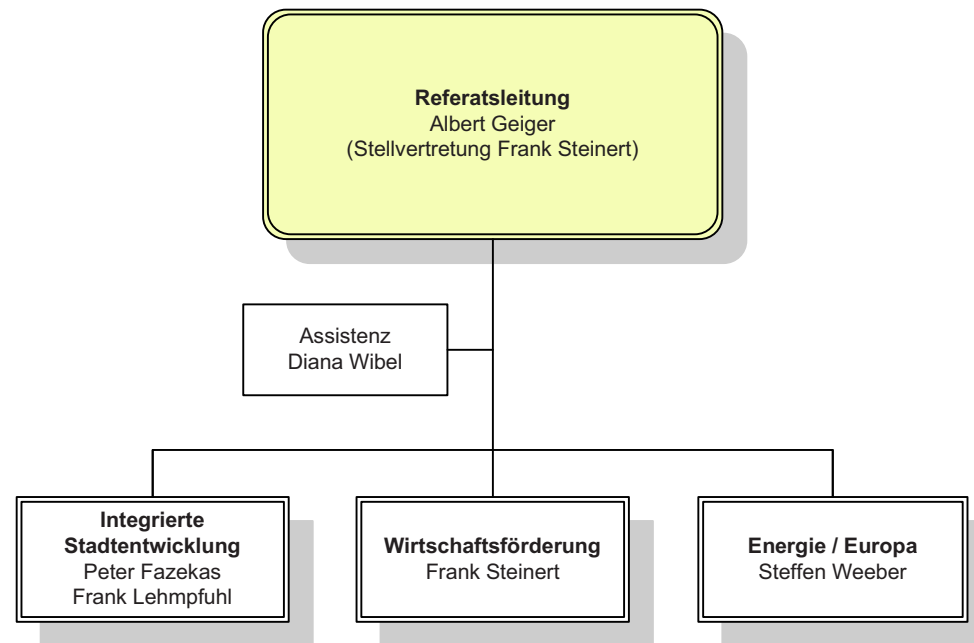 Referatsleitung
Albert Geiger
(Stellvertretung Frank Steinert)
Assistenz
Diana Wibel
Integrierte
Stadtentwicklung
Peter Fazekas
Frank Lehmpfuhl
Wirtschaftsförderung
Frank Steinert
Energie / Europa
Steffen Weeber